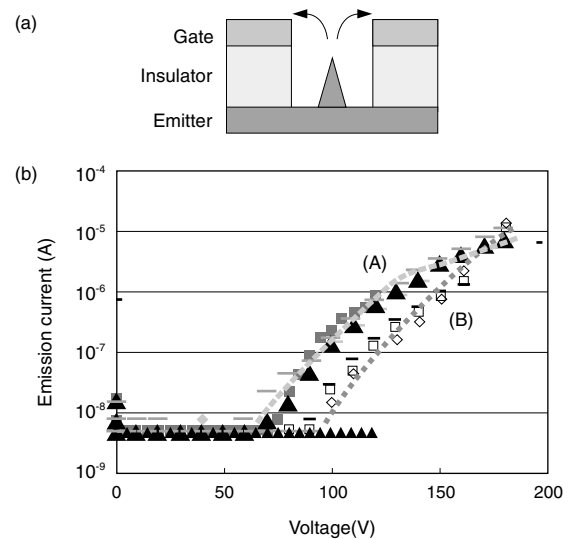 (a)
Gate
Insulator
Emitter
(b)
Emission current (A)
10^-4
10^-5
10^-6
10^-7
10^-8
10^-9
(A)
(B)
0
50
100
150
200
Voltage(V)